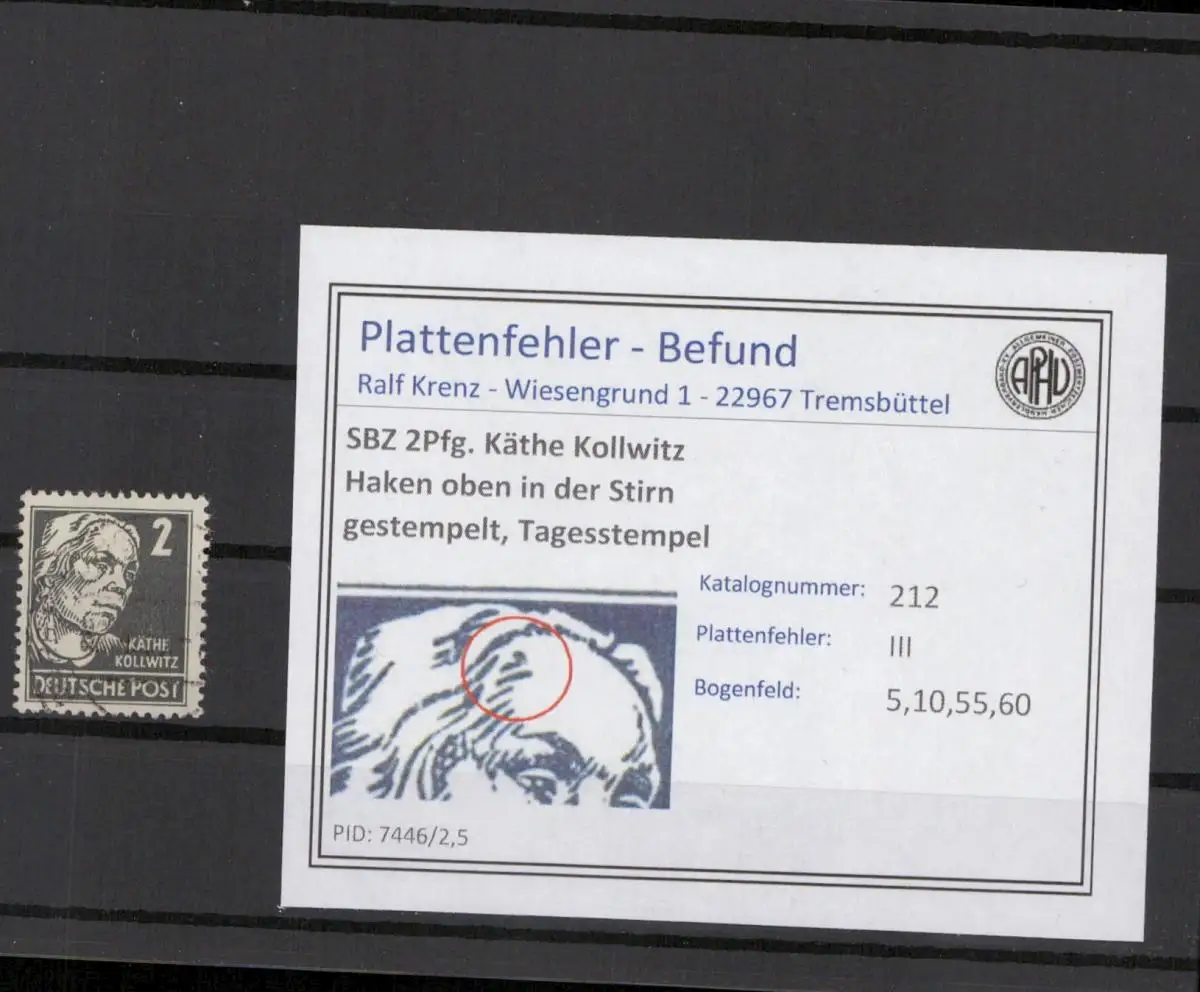 2
KÄTHE
KOLLWITZ
DEUTSCHE POST
Plattenfehler - Befund
Ralf Krenz - Wiesengrund 1 - 22967 Tremsbüttel
APHV
SBZ 2Pfg. Käthe Kollwitz
Haken oben in der Stirn
gestempelt, Tagesstempel
Katalognummer: 212
Plattenfehler: III
Bogenfeld: 5,10,55,60
PID: 7446/2,5